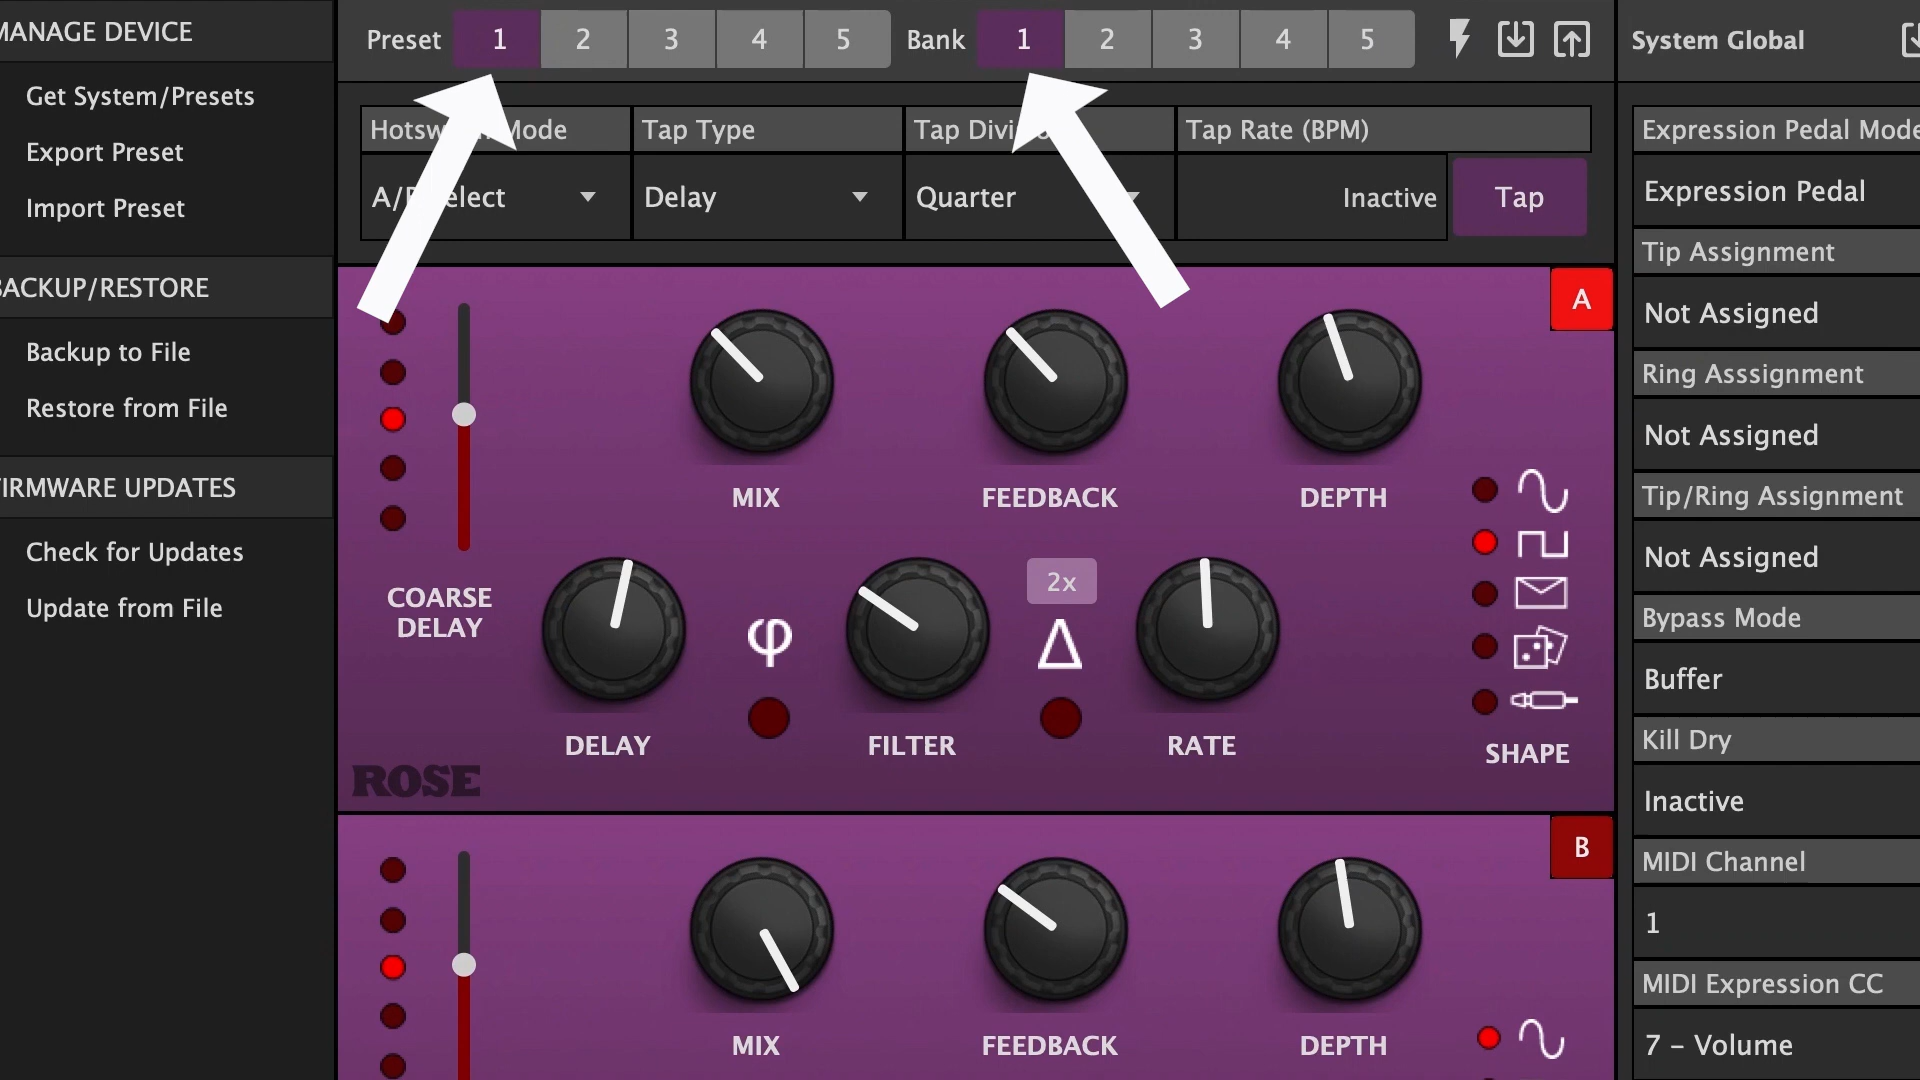 MANAGE DEVICE
Get System/Presets
Export Preset
Import Preset
BACKUP/RESTORE
Backup to File
Restore from File
FIRMWARE UPDATES
Check for Updates
Update from File
Preset 1 2 3 4 5 Bank 1 2 3 4 5
Tap Type
Tap Rate (BPM)
Delay
Quarter
Inactive
Tap
A
MIX
FEEDBACK
DEPTH
COARSE
DELAY
2x
φ
Δ
DELAY
FILTER
RATE
SHAPE
ROSE
B
MIX
FEEDBACK
DEPTH
System Global
Expression Pedal Mode
Expression Pedal
Tip Assignment
Not Assigned
Ring Asssignment
Not Assigned
Tip/Ring Assignment
Not Assigned
Bypass Mode
Buffer
Kill Dry
Inactive
MIDI Channel
1
MIDI Expression CC
7 – Volume